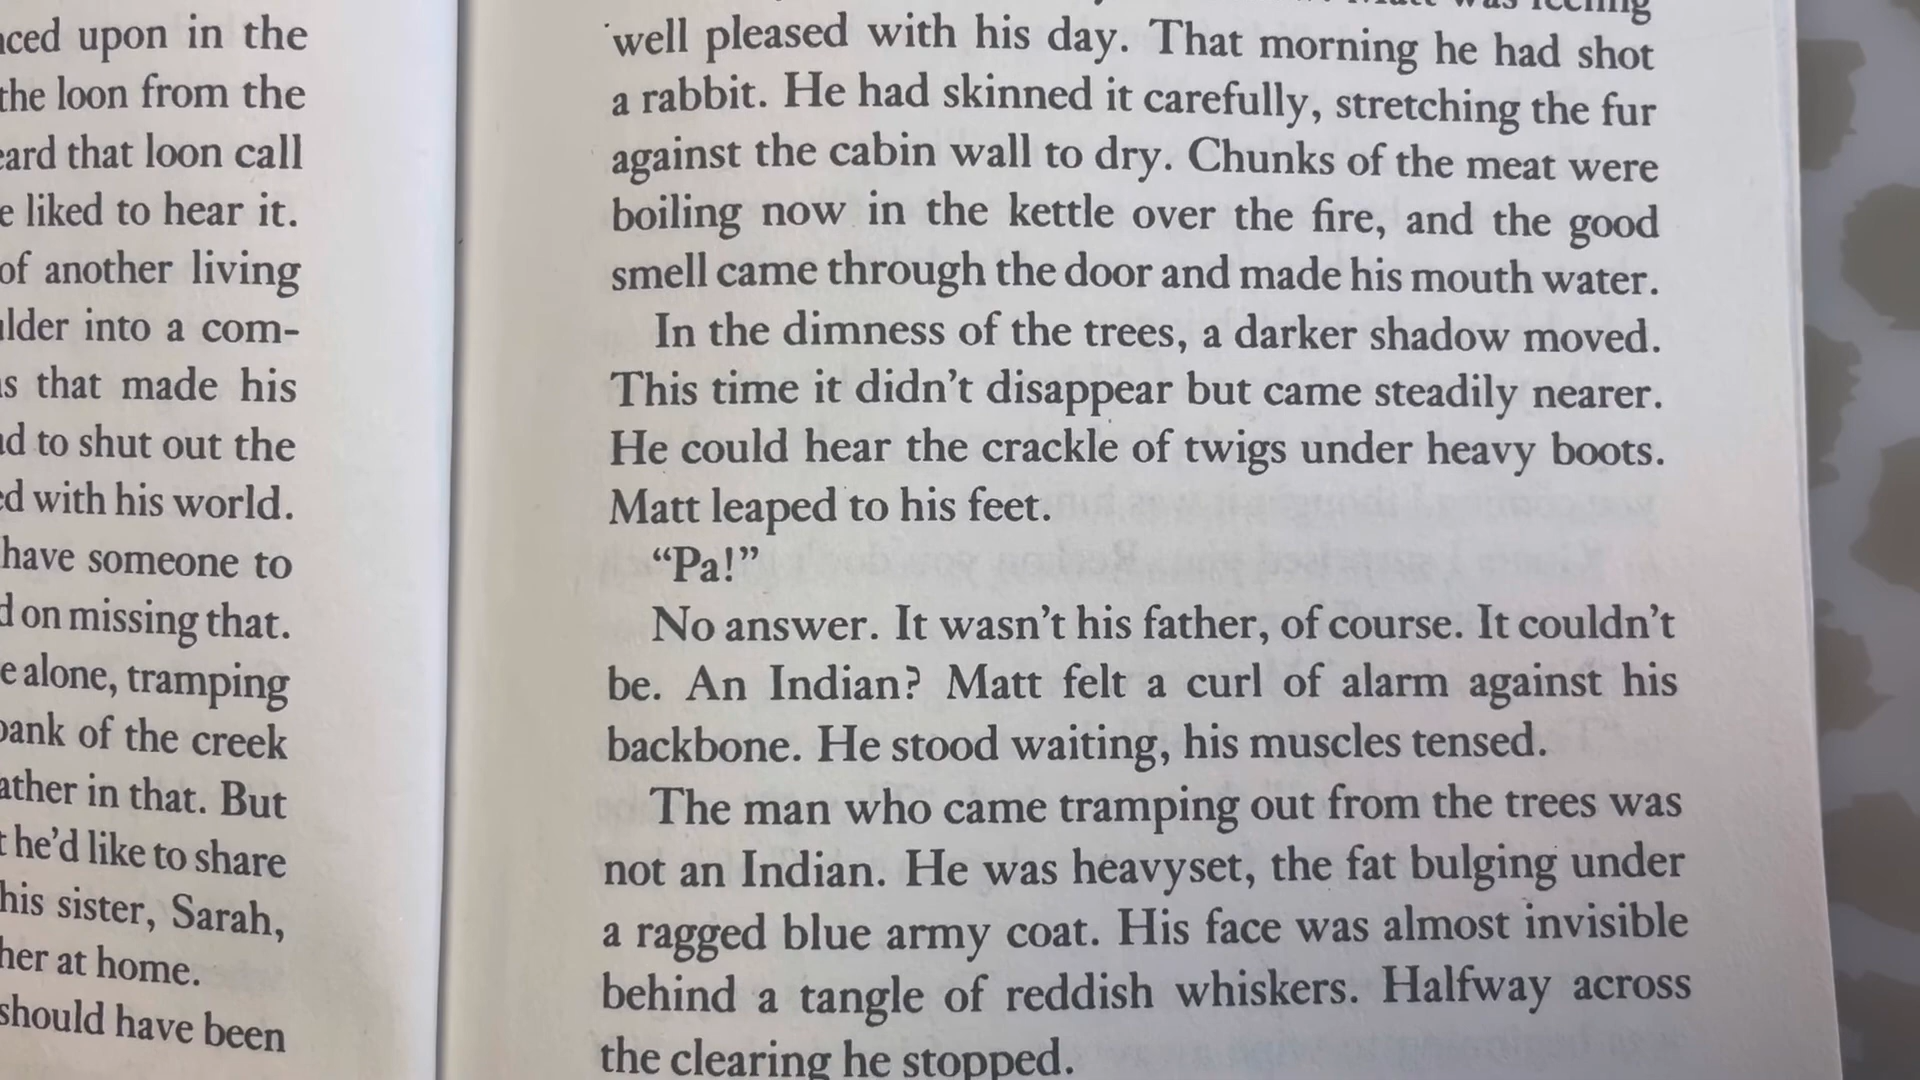 upon in the
the loon from the
that loon call
liked to hear it.
of another living
into a com-
that made his
to shut out the
with his world.
have someone to
on missing that.
alone, tramping
of the creek
in that. But
he'd like to share
his sister, Sarah,
at home.
should have been
was feeling
well pleased with his day. That morning he had shot
a rabbit. He had skinned it carefully, stretching the fur
against the cabin wall to dry. Chunks of the meat were
boiling now in the kettle over the fire, and the good
smell came through the door and made his mouth water.
In the dimness of the trees, a darker shadow moved.
This time it didn't disappear but came steadily nearer.
He could hear the crackle of twigs under heavy boots.
Matt leaped to his feet.
“Pa!”
No answer. It wasn't his father, of course. It couldn't
be. An Indian? Matt felt a curl of alarm against his
backbone. He stood waiting, his muscles tensed.
The man who came tramping out from the trees was
not an Indian. He was heavyset, the fat bulging under
a ragged blue army coat. His face was almost invisible
behind a tangle of reddish whiskers. Halfway across
the clearing he stopped.